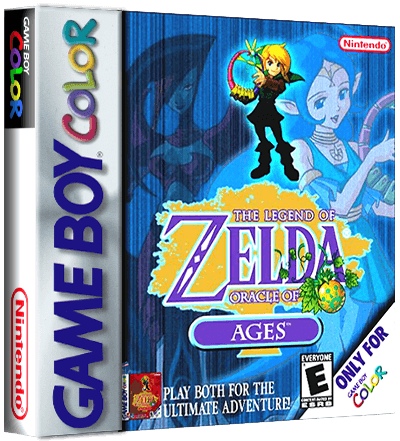 GAME BOY
COLOR
Nintendo
GAME BOY COLOR
Nintendo
THE LEGEND OF
ZELDA
ORACLE OF
AGES™
PLAY BOTH FOR THE
ULTIMATE ADVENTURE!
EVERYONE
E
ESRB
ONLY FOR
GAME BOY
COLOR